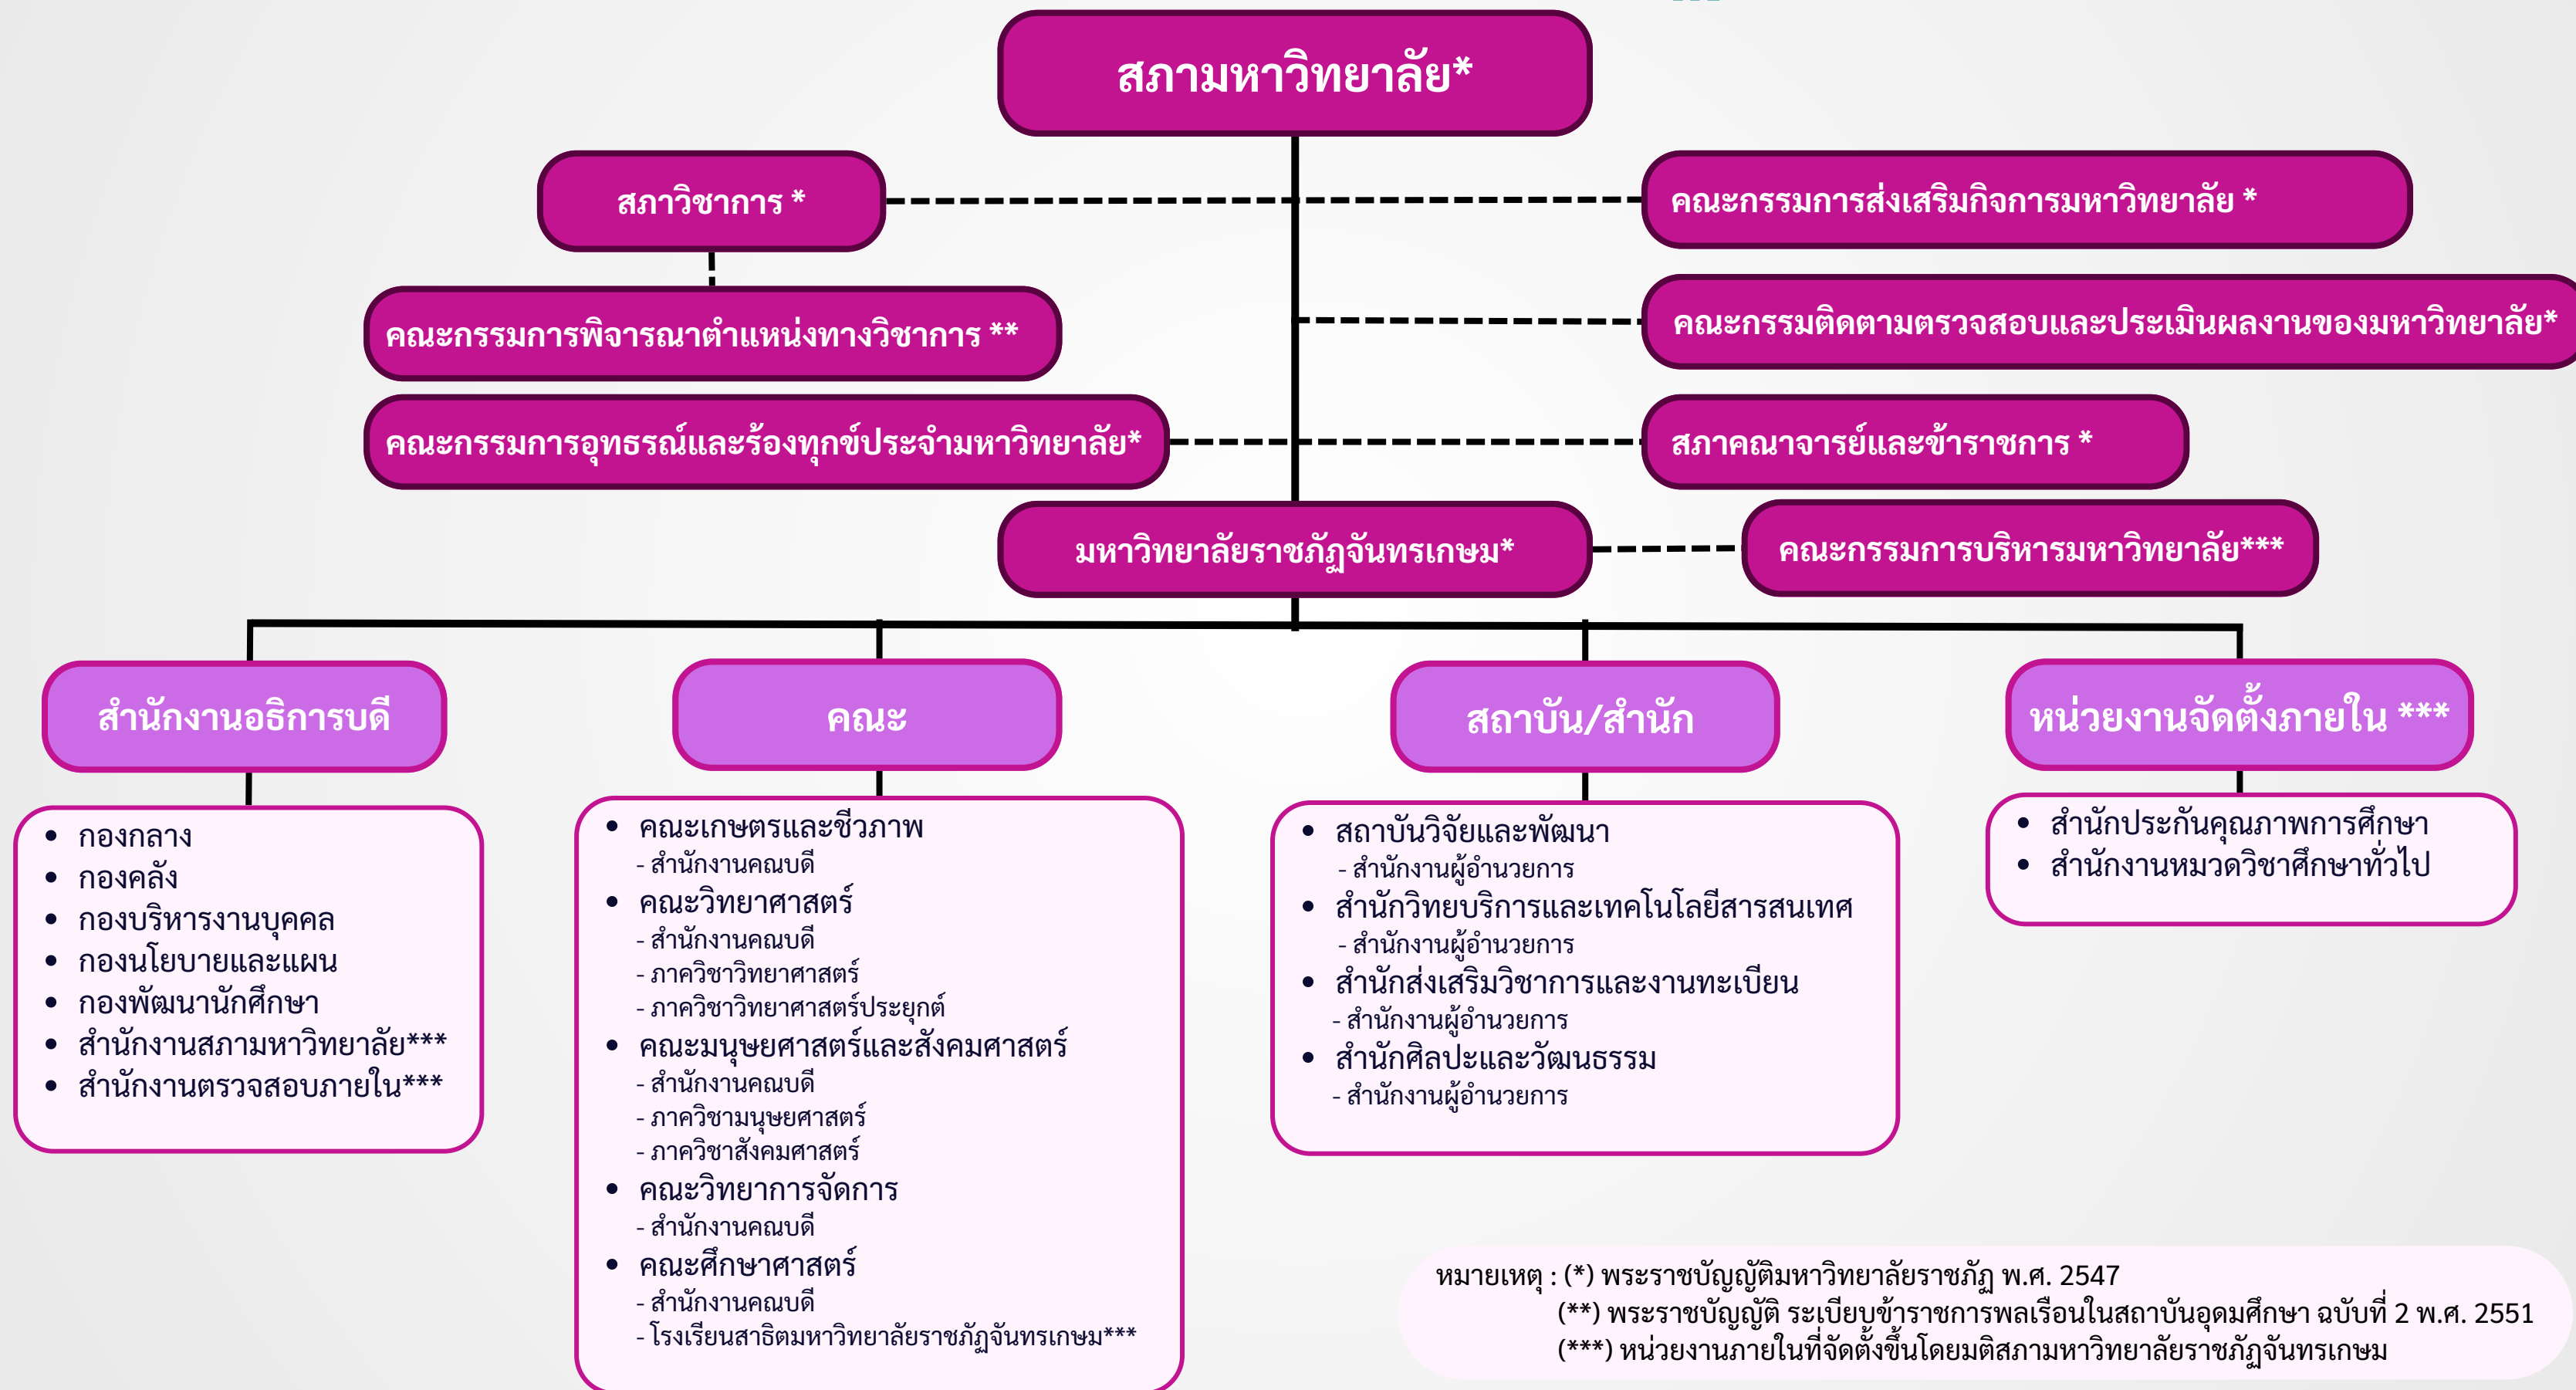 สภามหาวิทยาลัย*
สภาวิชาการ *
คณะกรรมการส่งเสริมกิจการมหาวิทยาลัย *
คณะกรรมการพิจารณาตำแหน่งทางวิชาการ **
คณะกรรมติดตามตรวจสอบและประเมินผลงานของมหาวิทยาลัย*
คณะกรรมการอุทธรณ์และร้องทุกข์ประจำมหาวิทยาลัย*
สภาคณาจารย์และข้าราชการ *
มหาวิทยาลัยราชภัฏจันทรเกษม*
คณะกรรมการบริหารมหาวิทยาลัย***
สำนักงานอธิการบดี
• กองกลาง
• กองคลัง
• กองบริหารงานบุคคล
• กองนโยบายและแผน
• กองพัฒนานักศึกษา
• สำนักงานสภามหาวิทยาลัย***
• สำนักงานตรวจสอบภายใน***
คณะ
• คณะเกษตรและชีวภาพ
- สำนักงานคณบดี
• คณะวิทยาศาสตร์
- สำนักงานคณบดี
- ภาควิชาวิทยาศาสตร์
- ภาควิชาวิทยาศาสตร์ประยุกต์
• คณะมนุษยศาสตร์และสังคมศาสตร์
- สำนักงานคณบดี
- ภาควิชามนุษยศาสตร์
- ภาควิชาสังคมศาสตร์
• คณะวิทยาการจัดการ
- สำนักงานคณบดี
• คณะศึกษาศาสตร์
- สำนักงานคณบดี
- โรงเรียนสาธิตมหาวิทยาลัยราชภัฏจันทรเกษม***
สถาบัน/สำนัก
• สถาบันวิจัยและพัฒนา
- สำนักงานผู้อำนวยการ
• สำนักวิทยบริการและเทคโนโลยีสารสนเทศ
- สำนักงานผู้อำนวยการ
• สำนักส่งเสริมวิชาการและงานทะเบียน
- สำนักงานผู้อำนวยการ
• สำนักศิลปะและวัฒนธรรม
- สำนักงานผู้อำนวยการ
หน่วยงานจัดตั้งภายใน ***
• สำนักประกันคุณภาพการศึกษา
• สำนักงานหมวดวิชาศึกษาทั่วไป
หมายเหตุ : (*) พระราชบัญญัติมหาวิทยาลัยราชภัฏ พ.ศ. 2547
(**) พระราชบัญญัติ ระเบียบข้าราชการพลเรือนในสถาบันอุดมศึกษา ฉบับที่ 2 พ.ศ. 2551
(***) หน่วยงานภายในที่จัดตั้งขึ้นโดยมติสภามหาวิทยาลัยราชภัฏจันทรเกษม